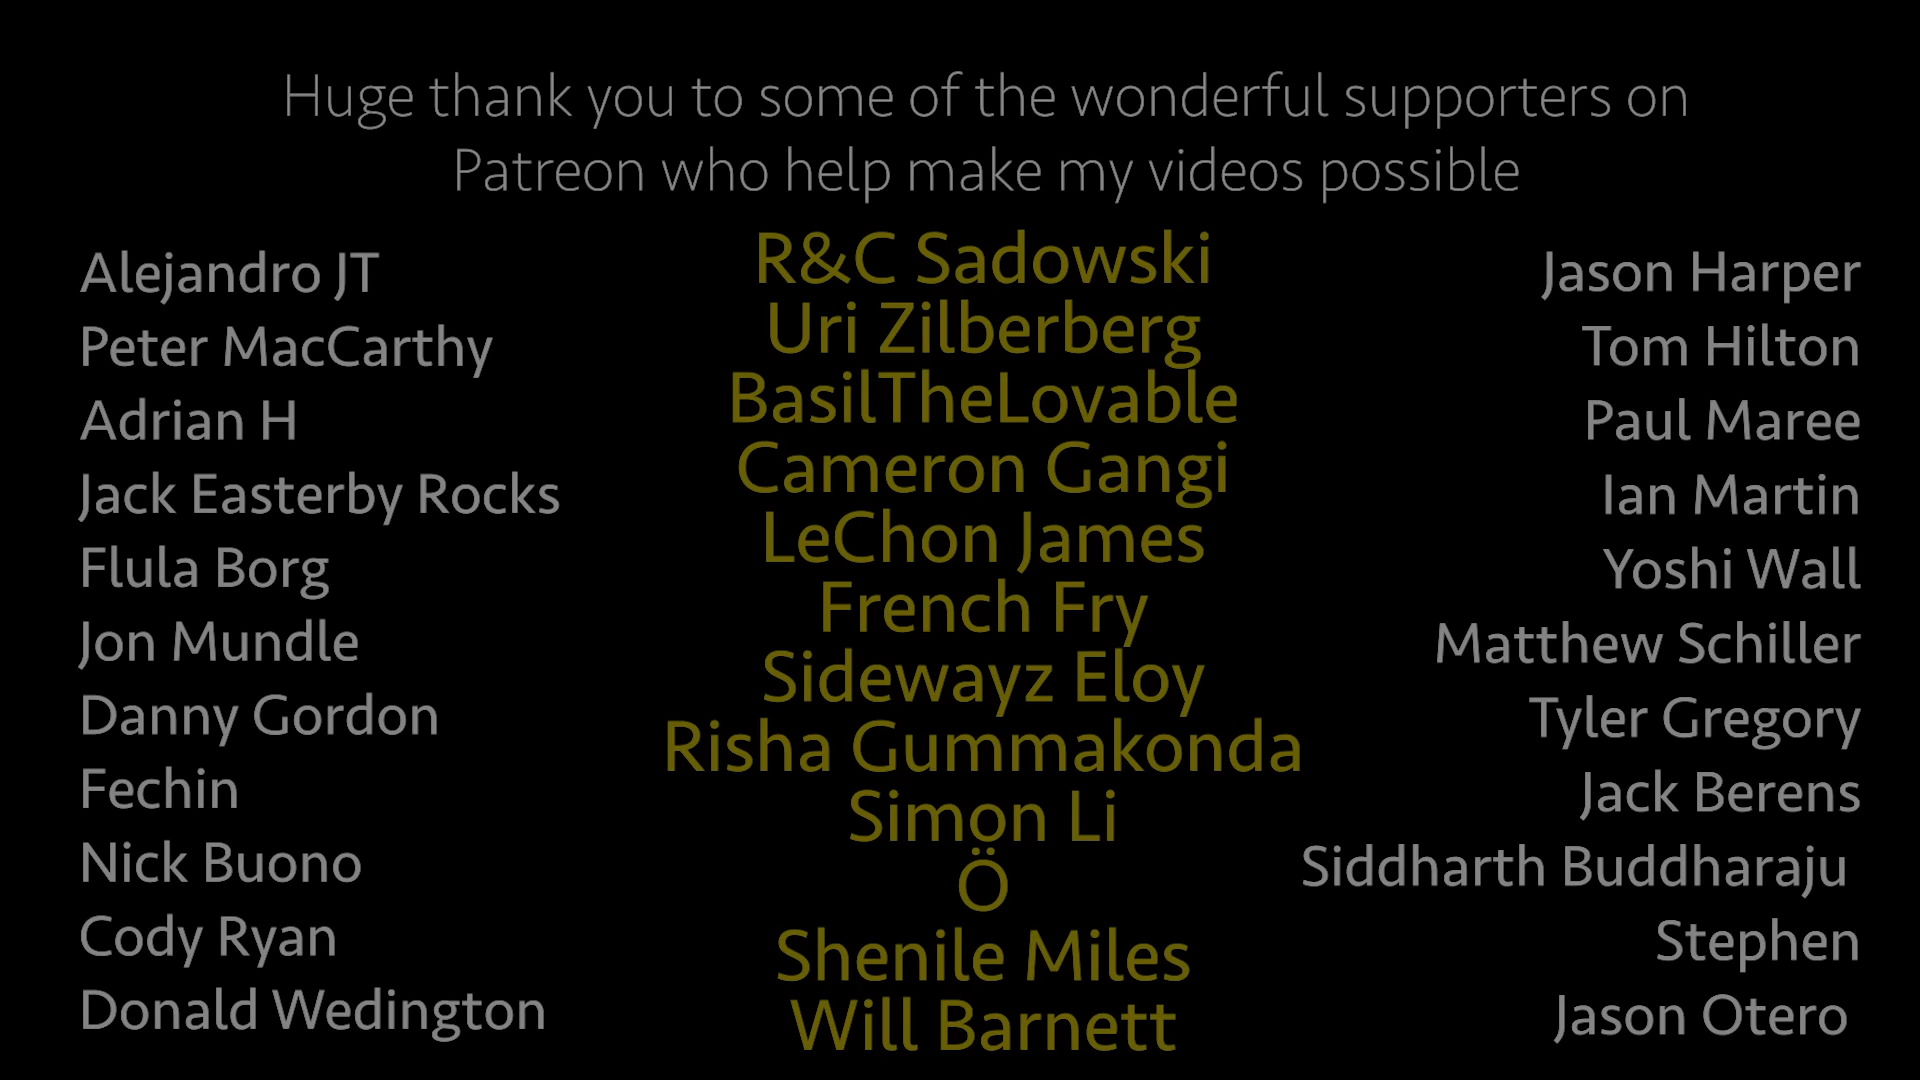 Huge thank you to some of the wonderful supporters on
Patreon who help make my videos possible
Alejandro JT
Peter MacCarthy
Adrian H
Jack Easterby Rocks
Flula Borg
Jon Mundle
Danny Gordon
Fechin
Nick Buono
Cody Ryan
Donald Wedington
R&C Sadowski
Uri Zilberberg
BasilTheLovable
Cameron Gangi
LeChon James
French Fry
Sidewayz Eloy
Risha Gummakonda
Simon Li
Ö
Shenile Miles
Will Barnett
Jason Harper
Tom Hilton
Paul Maree
Ian Martin
Yoshi Wall
Matthew Schiller
Tyler Gregory
Jack Berens
Siddharth Buddharaju
Stephen
Jason Otero